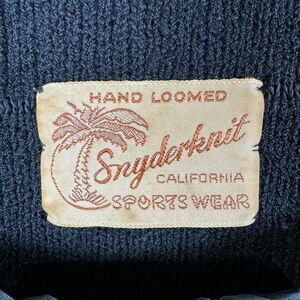 HAND LOOMED
Snyderknit
CALIFORNIA
SPORTS WEAR